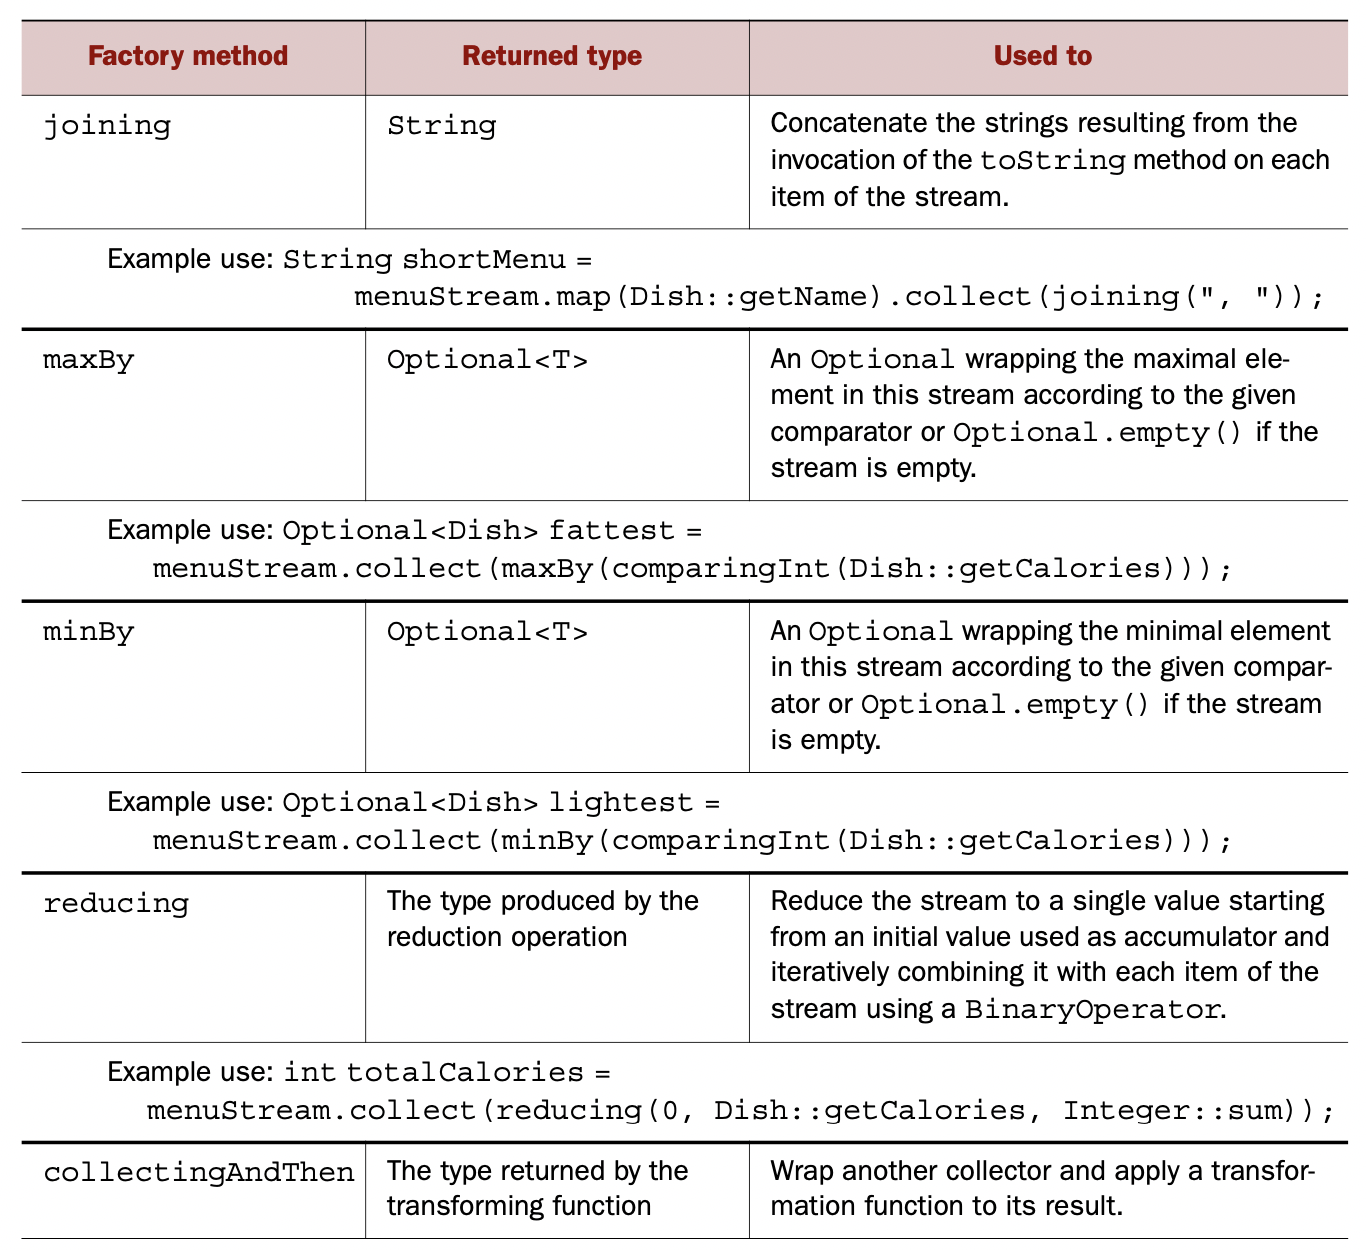 Factory method Returned type Used to
joining String Concatenate the strings resulting from the
invocation of the toString method on each
item of the stream.
Example use: String shortMenu =
menuStream.map(Dish::getName).collect(joining(", "));
maxBy Optional<T> An Optional wrapping the maximal ele-
ment in this stream according to the given
comparator or Optional.empty() if the
stream is empty.
Example use: Optional<Dish> fattest =
menuStream.collect(maxBy(comparingInt(Dish::getCalories)));
minBy Optional<T> An Optional wrapping the minimal element
in this stream according to the given compar-
ator or Optional.empty() if the stream
is empty.
Example use: Optional<Dish> lightest =
menuStream.collect(minBy(comparingInt(Dish::getCalories)));
reducing The type produced by the Reduce the stream to a single value starting
reduction operation from an initial value used as accumulator and
iteratively combining it with each item of the
stream using a BinaryOperator.
Example use: int totalCalories =
menuStream.collect(reducing(0, Dish::getCalories, Integer::sum));
collectingAndThen The type returned by the Wrap another collector and apply a transfor-
transforming function mation function to its result.